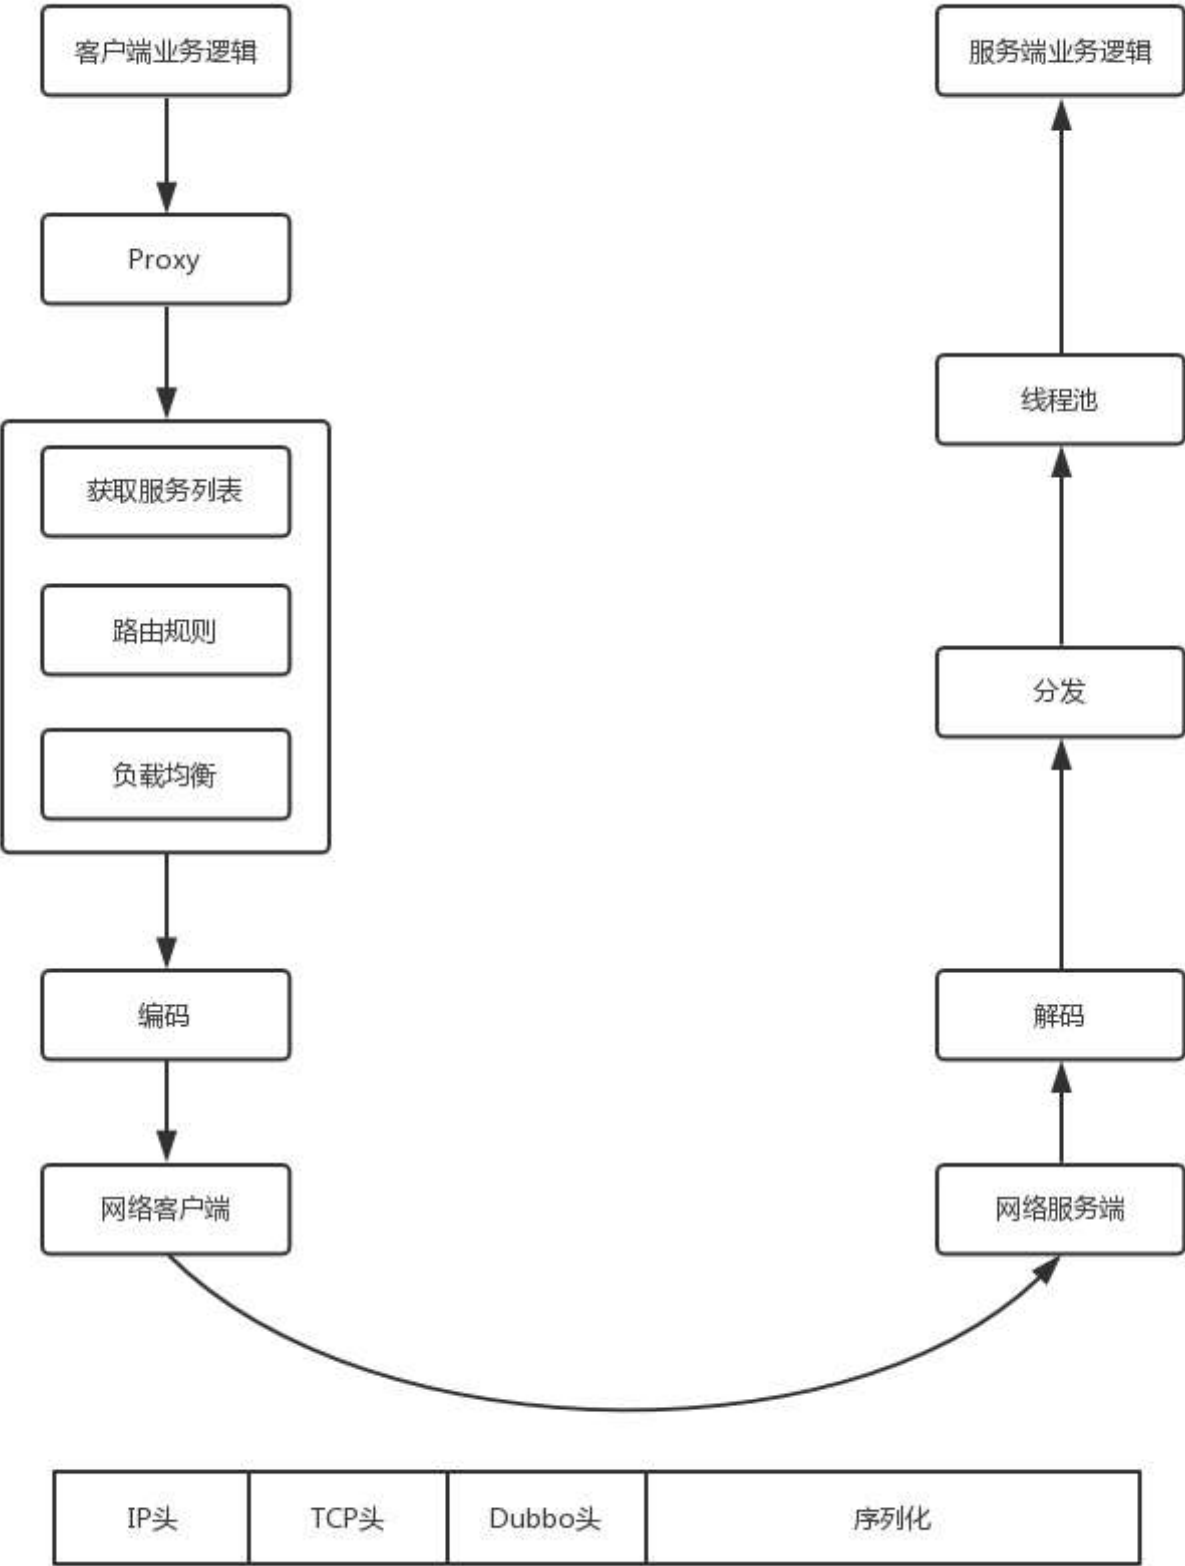 客户端业务逻辑
Proxy
获取服务列表
路由规则
负载均衡
编码
网络客户端
服务端业务逻辑
线程池
分发
解码
网络服务端
IP头 TCP头 Dubbo头 序列化